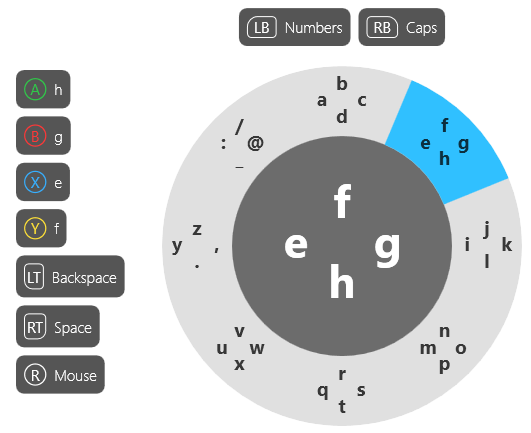 LB Numbers
RB Caps
A h
B g
X e
Y f
LT Backspace
RT Space
R Mouse
b
a c
d
f
e g
h
j
i k
l
n
m o
p
r
q s
t
v
u w
x
z
y ,
.
/
: @
_
f
e g
h